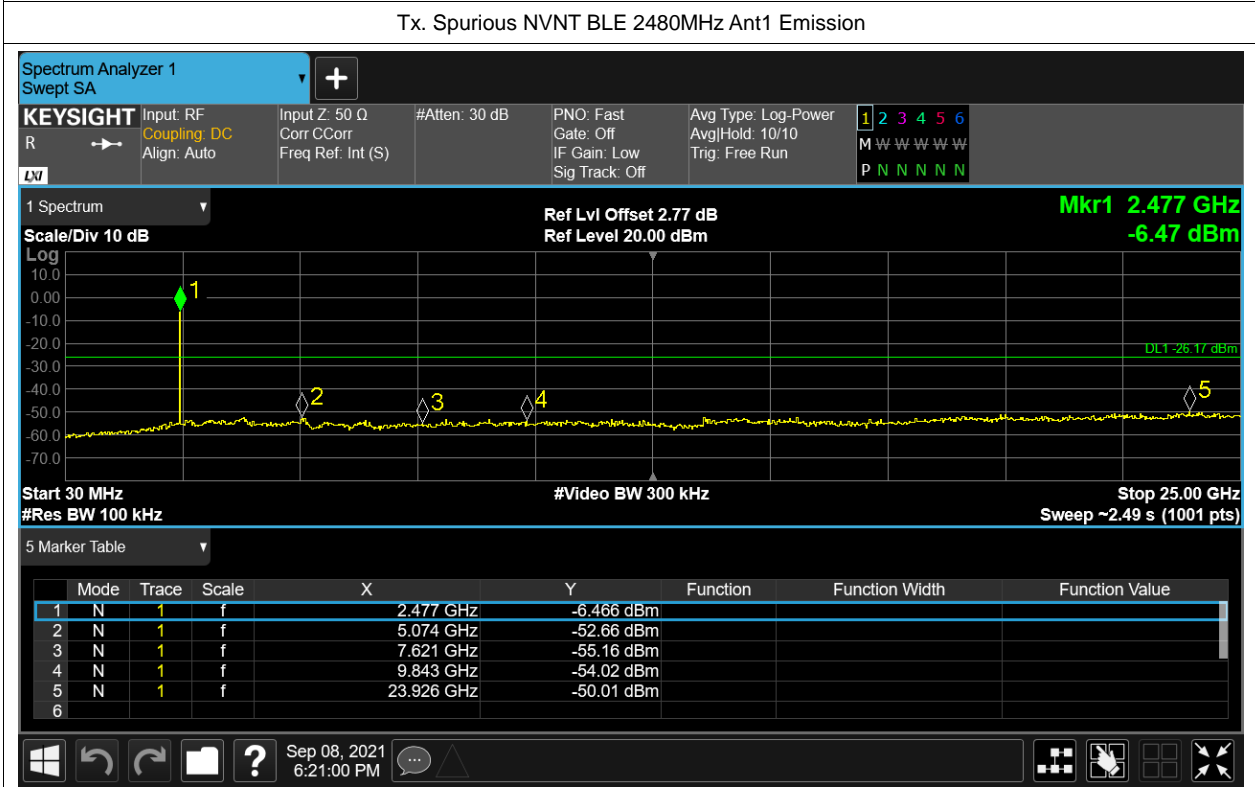 Tx. Spurious NVNT BLE 2480MHz Ant1 Emission
Spectrum Analyzer 1
Swept SA
+
KEYSIGHT
R
LXI
Input: RF
Coupling: DC
Align: Auto
Input Z: 50 Ω
Corr CCorr
Freq Ref: Int (S)
#Atten: 30 dB
PNO: Fast
Gate: Off
IF Gain: Low
Sig Track: Off
Avg Type: Log-Power
Avg|Hold: 10/10
Trig: Free Run
1 2 3 4 5 6
M W W W W W
P N N N N N
1 Spectrum
Scale/Div 10 dB
Ref Lvl Offset 2.77 dB
Ref Level 20.00 dBm
Mkr1 2.477 GHz
-6.47 dBm
Log
10.0
0.00
-10.0
-20.0
-30.0
-40.0
-50.0
-60.0
-70.0
1
2
3
4
5
DL1 -26.17 dBm
Start 30 MHz
#Res BW 100 kHz
#Video BW 300 kHz
Stop 25.00 GHz
Sweep ~2.49 s (1001 pts)
5 Marker Table
Mode Trace Scale X Y Function Function Width Function Value
1 N 1 f 2.477 GHz -6.466 dBm
2 N 1 f 5.074 GHz -52.66 dBm
3 N 1 f 7.621 GHz -55.16 dBm
4 N 1 f 9.843 GHz -54.02 dBm
5 N 1 f 23.926 GHz -50.01 dBm
6
?
Sep 08, 2021
6:21:00 PM